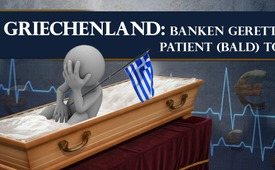 GRIECHENLAND: BANKEN GERETT
PATIENT (BALD) TO